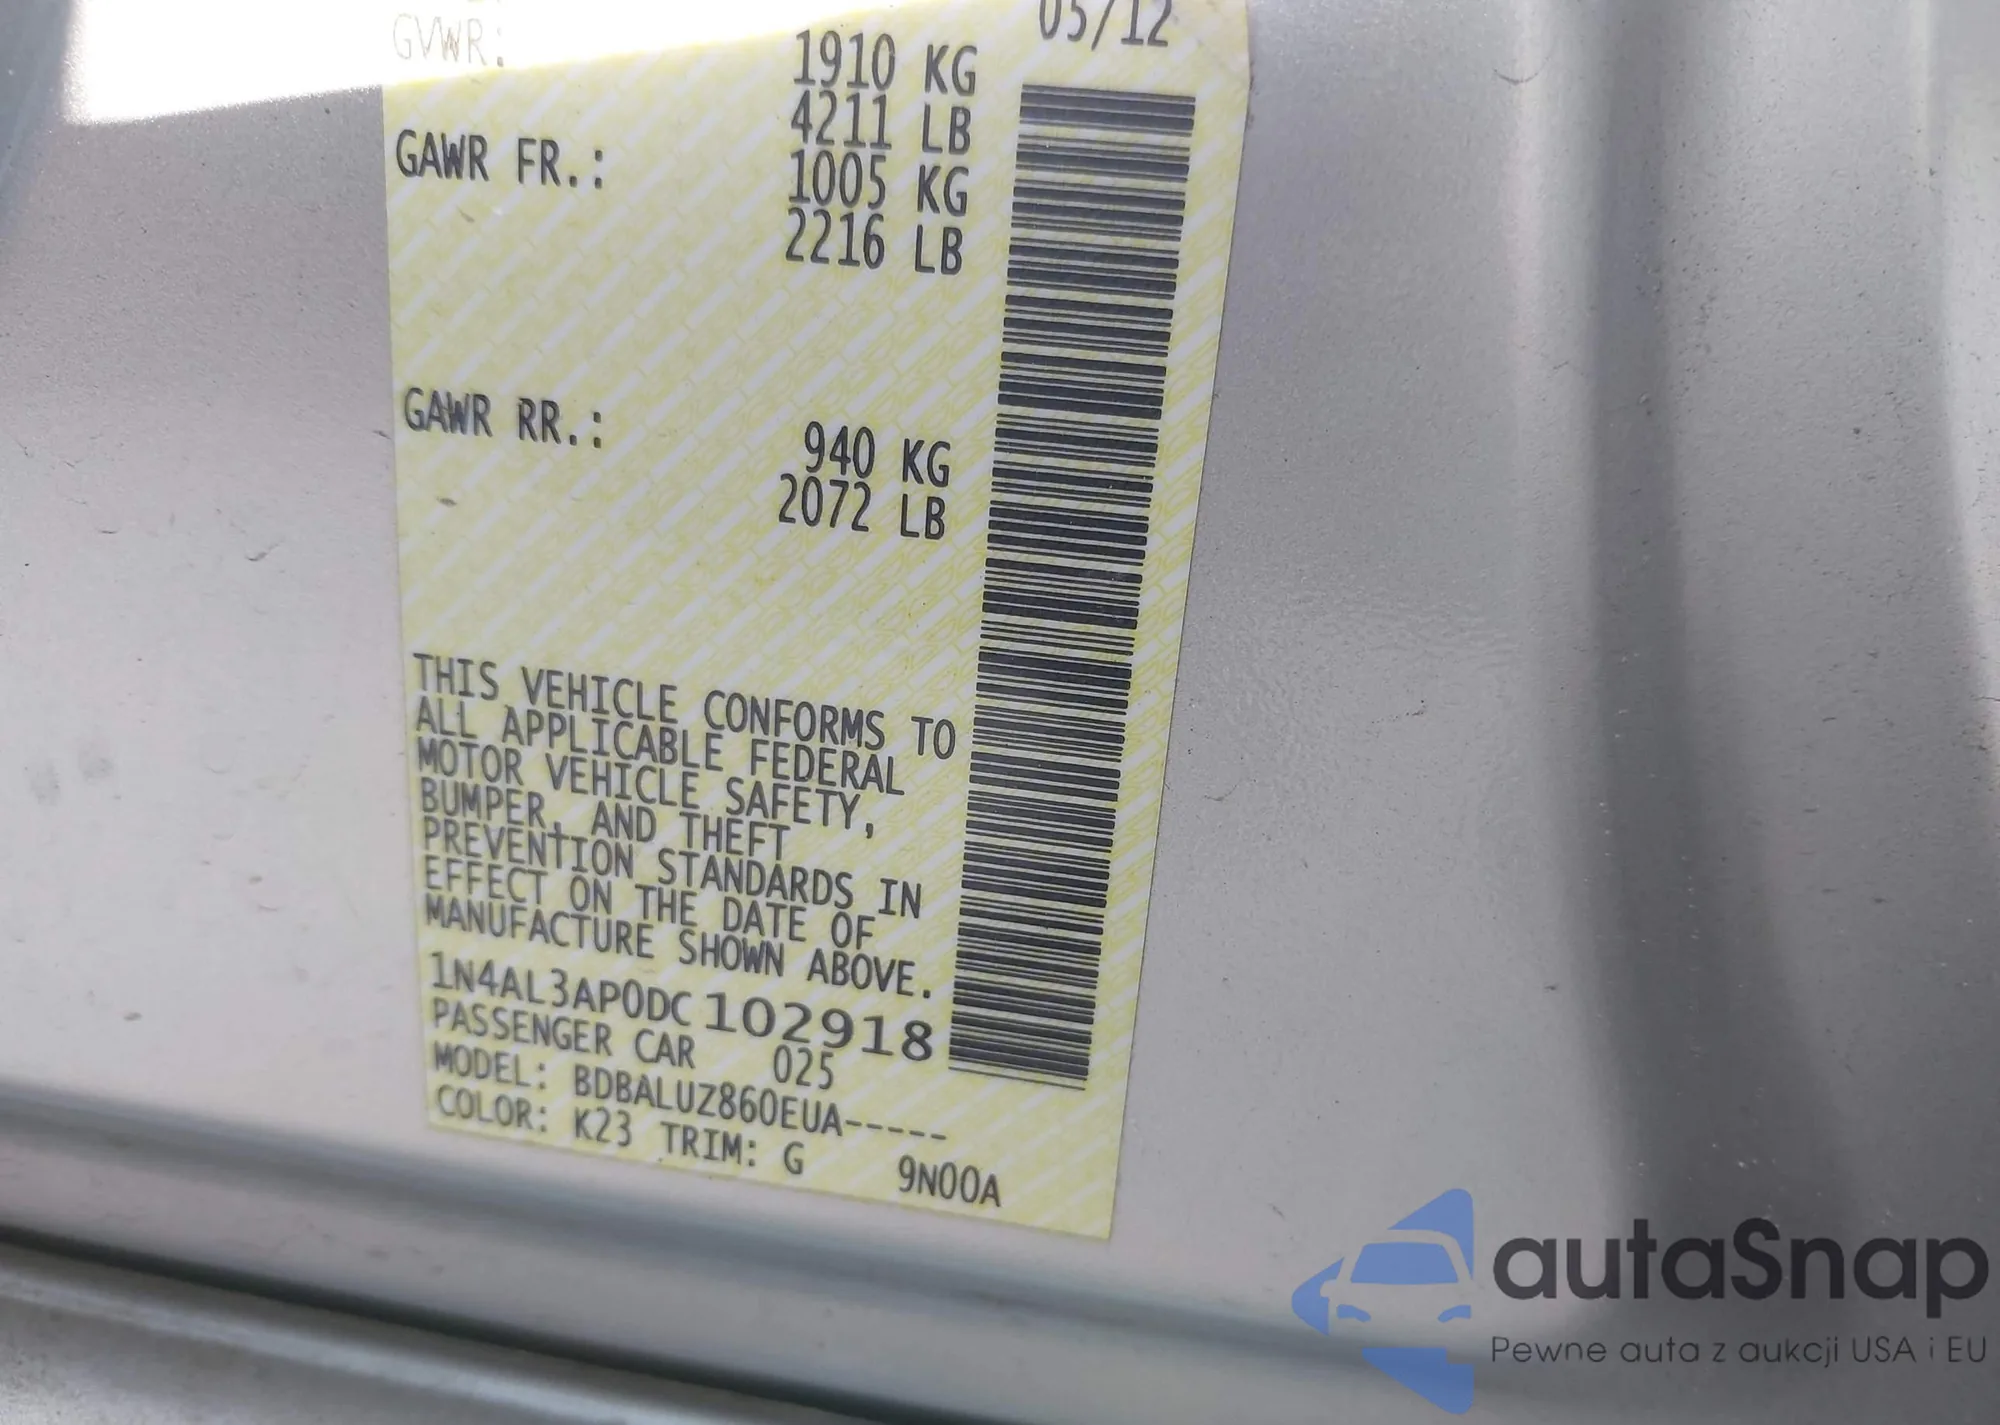 05/12
GVWR: 1910 KG
4211 LB
GAWR FR.: 1005 KG
2216 LB
GAWR RR.: 940 KG
2072 LB
THIS VEHICLE CONFORMS TO
ALL APPLICABLE FEDERAL
MOTOR VEHICLE SAFETY,
BUMPER, AND THEFT
PREVENTION STANDARDS IN
EFFECT ON THE DATE OF
MANUFACTURE SHOWN ABOVE.
1N4AL3AP0DC102918
PASSENGER CAR 025
MODEL: BDBALUZ860EUA-----
COLOR: K23 TRIM: G 9N00A
autaSnap
Pewne auta z aukcji USA i EU